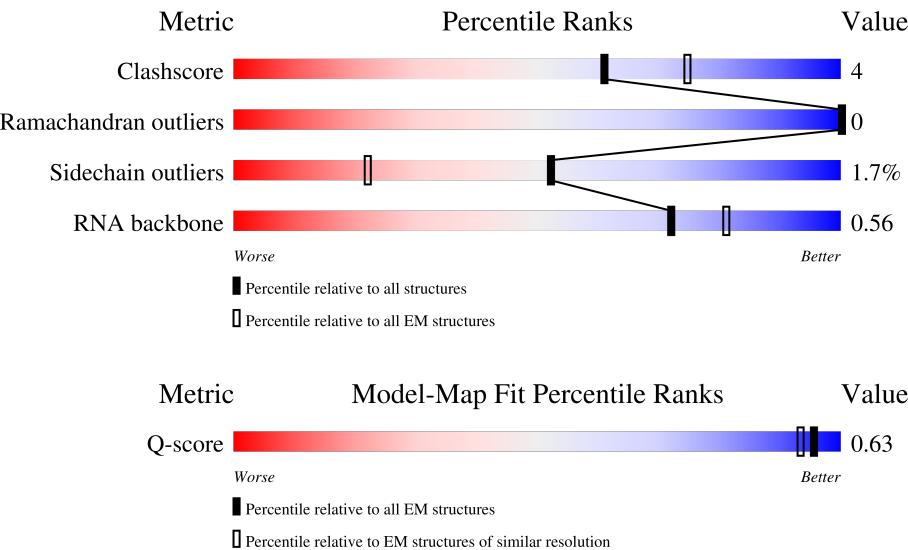 Metric Percentile Ranks Value
Clashscore 4
Ramachandran outliers 0
Sidechain outliers 1.7%
RNA backbone 0.56
Worse Better
Percentile relative to all structures
Percentile relative to all EM structures
Metric Model-Map Fit Percentile Ranks Value
Q-score 0.63
Worse Better
Percentile relative to all EM structures
Percentile relative to EM structures of similar resolution